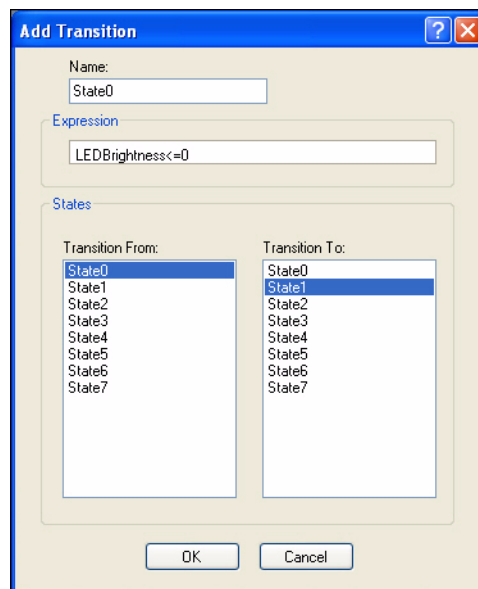 Add Transition
Name:
State0
Expression
LEDBrightness<=0
States
Transition From:
State0
State1
State2
State3
State4
State5
State6
State7
Transition To:
State0
State1
State2
State3
State4
State5
State6
State7
OK
Cancel